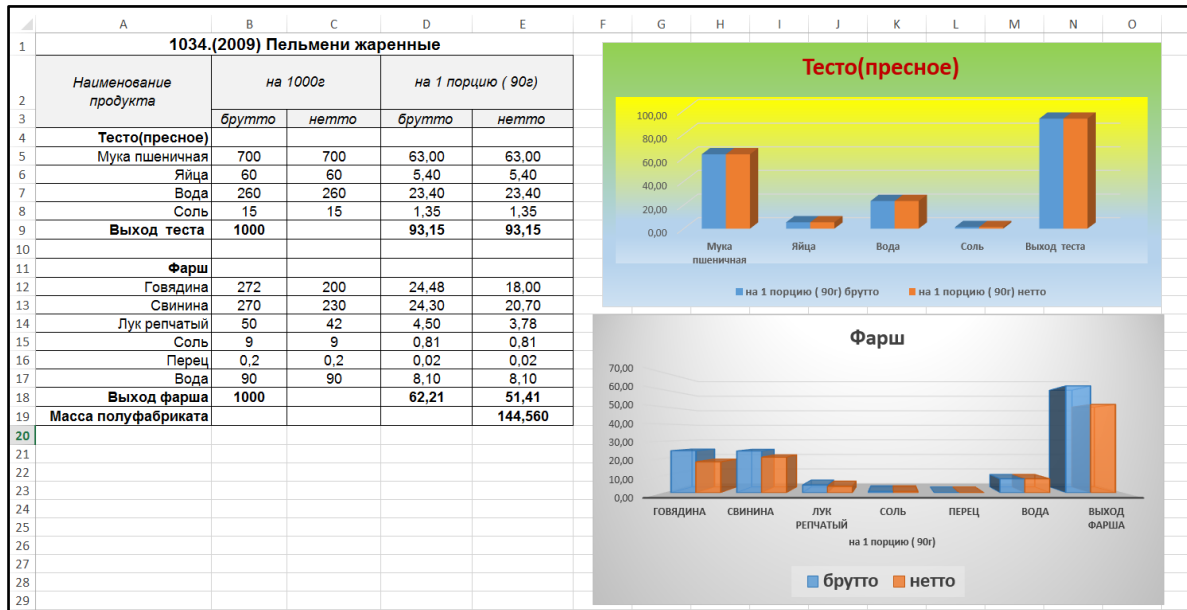 A B C D E F G H I J K L M N O
1 1034.(2009) Пельмени жаренные
2 Наименование продукта на 1000г на 1 порцию ( 90г)
3 брутто нетто брутто нетто
4 Тесто(пресное)
5 Мука пшеничная 700 700 63,00 63,00
6 Яйца 60 60 5,40 5,40
7 Вода 260 260 23,40 23,40
8 Соль 15 15 1,35 1,35
9 Выход теста 1000 93,15 93,15
10
11 Фарш
12 Говядина 272 200 24,48 18,00
13 Свинина 270 230 24,30 20,70
14 Лук репчатый 50 42 4,50 3,78
15 Соль 9 9 0,81 0,81
16 Перец 0,2 0,2 0,02 0,02
17 Вода 90 90 8,10 8,10
18 Выход фарша 1000 62,21 51,41
19 Масса полуфабриката 144,560
20
21
22
23
24
25
26
27
28
29
Тесто(пресное)
100,00
80,00
60,00
40,00
20,00
0,00
Мука пшеничная Яйца Вода Соль Выход теста
на 1 порцию ( 90г) брутто на 1 порцию ( 90г) нетто
Фарш
70,00
60,00
50,00
40,00
30,00
20,00
10,00
0,00
ГОВЯДИНА СВИНИНА ЛУК РЕПЧАТЫЙ СОЛЬ ПЕРЕЦ ВОДА ВЫХОД ФАРША
на 1 порцию ( 90г)
брутто нетто